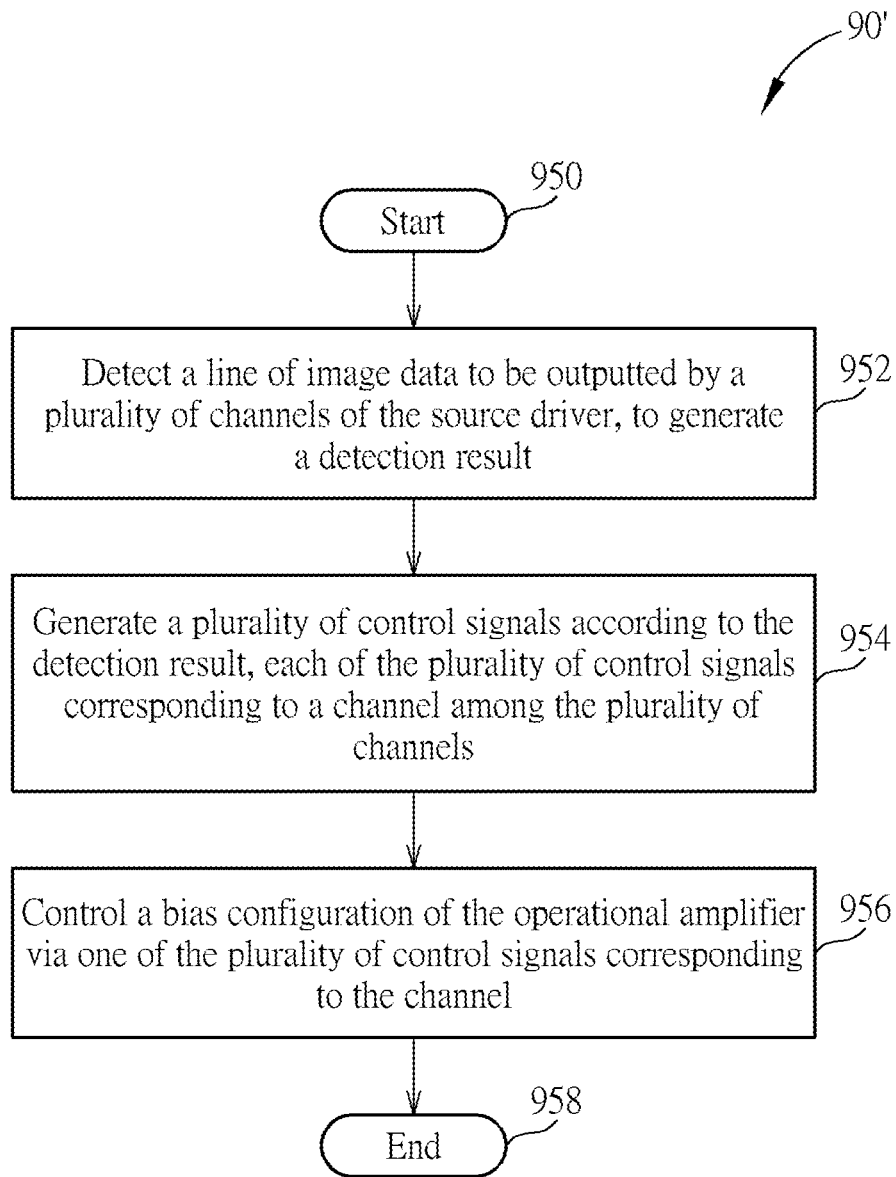 90'
950
Start
952
Detect a line of image data to be outputted by a
plurality of channels of the source driver, to generate
a detection result
Generate a plurality of control signals according to the
detection result, each of the plurality of control signals
corresponding to a channel among the plurality of
channels
954
Control a bias configuration of the operational amplifier
via one of the plurality of control signals corresponding
to the channel
956
958
End